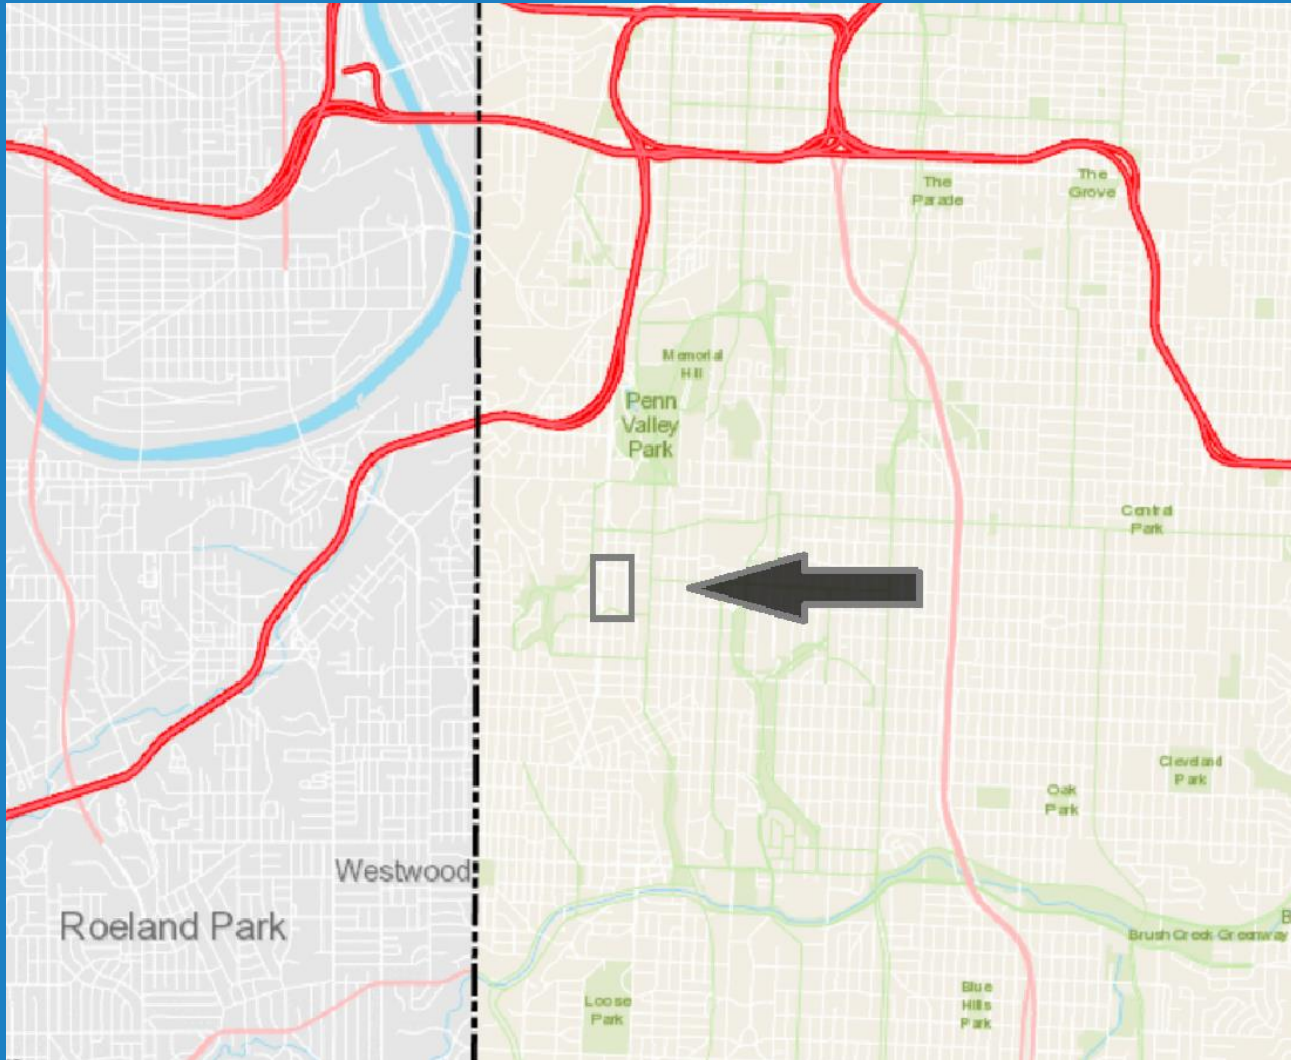 The
Parade
The
Grove
Memorial
Hill
Penn
Valley
Park
Central
Park
Cleveland
Park
Oak
Park
Westwood
Roeland Park
B
Brush Creek Greenway
Loose
Park
Blue
Hills
Park